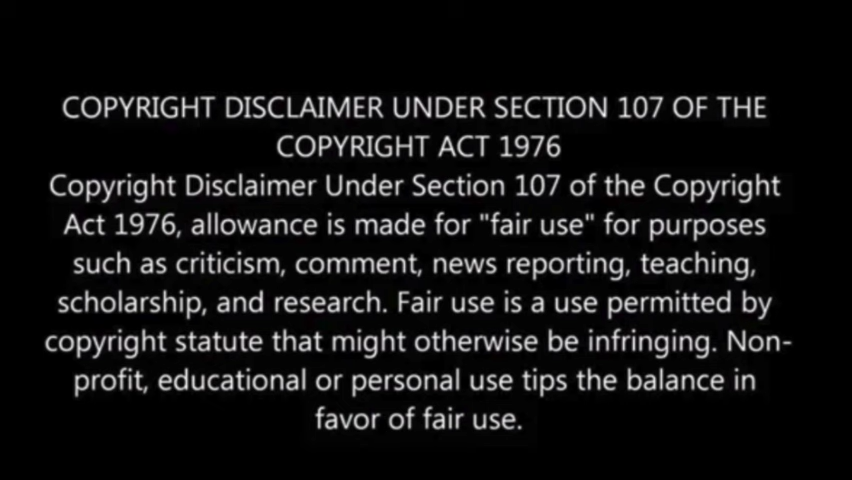 COPYRIGHT DISCLAIMER UNDER SECTION 107 OF THE
COPYRIGHT ACT 1976
Copyright Disclaimer Under Section 107 of the Copyright
Act 1976, allowance is made for "fair use" for purposes
such as criticism, comment, news reporting, teaching,
scholarship, and research. Fair use is a use permitted by
copyright statute that might otherwise be infringing. Non-
profit, educational or personal use tips the balance in
favor of fair use.